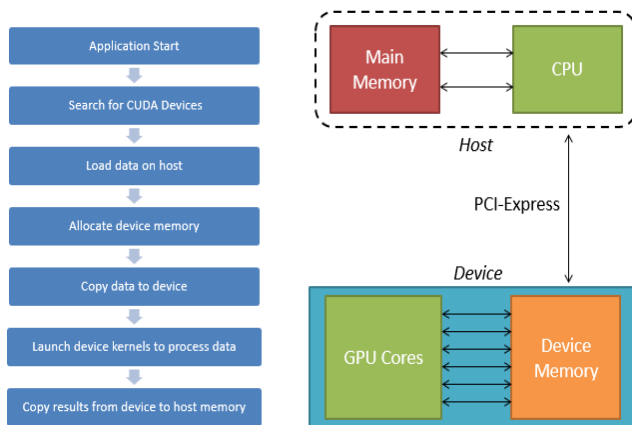 Application Start
Search for CUDA Devices
Load data on host
Allocate device memory
Copy data to device
Launch device kernels to process data
Copy results from device to host memory
Main
Memory
CPU
Host
PCI-Express
Device
GPU Cores
Device
Memory